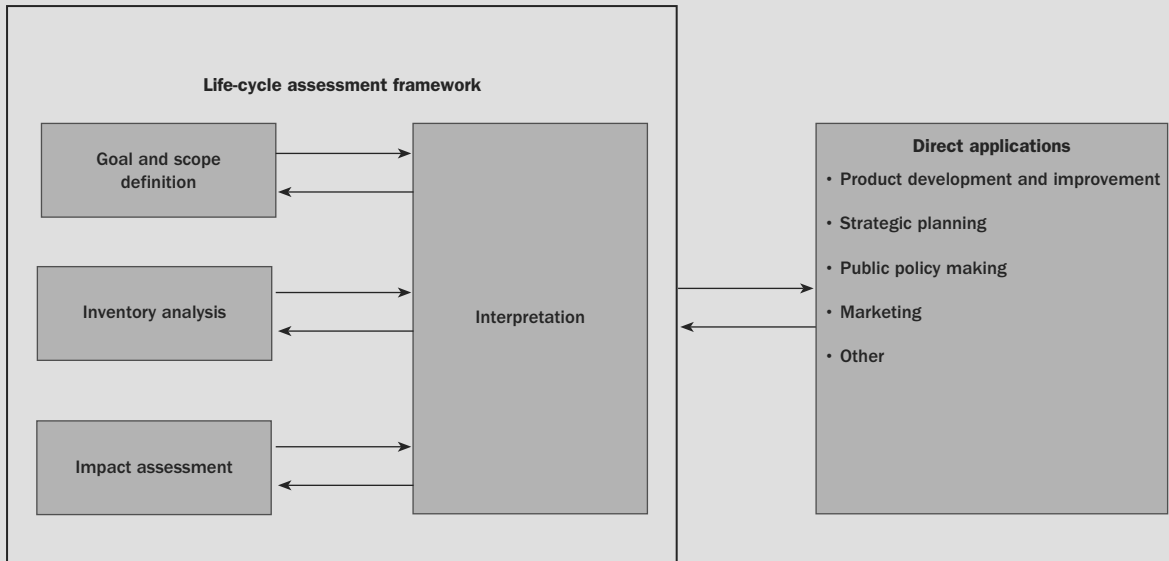 Life-cycle assessment framework
Goal and scope
definition
Inventory analysis
Impact assessment
Interpretation
Direct applications
• Product development and improvement
• Strategic planning
• Public policy making
• Marketing
• Other